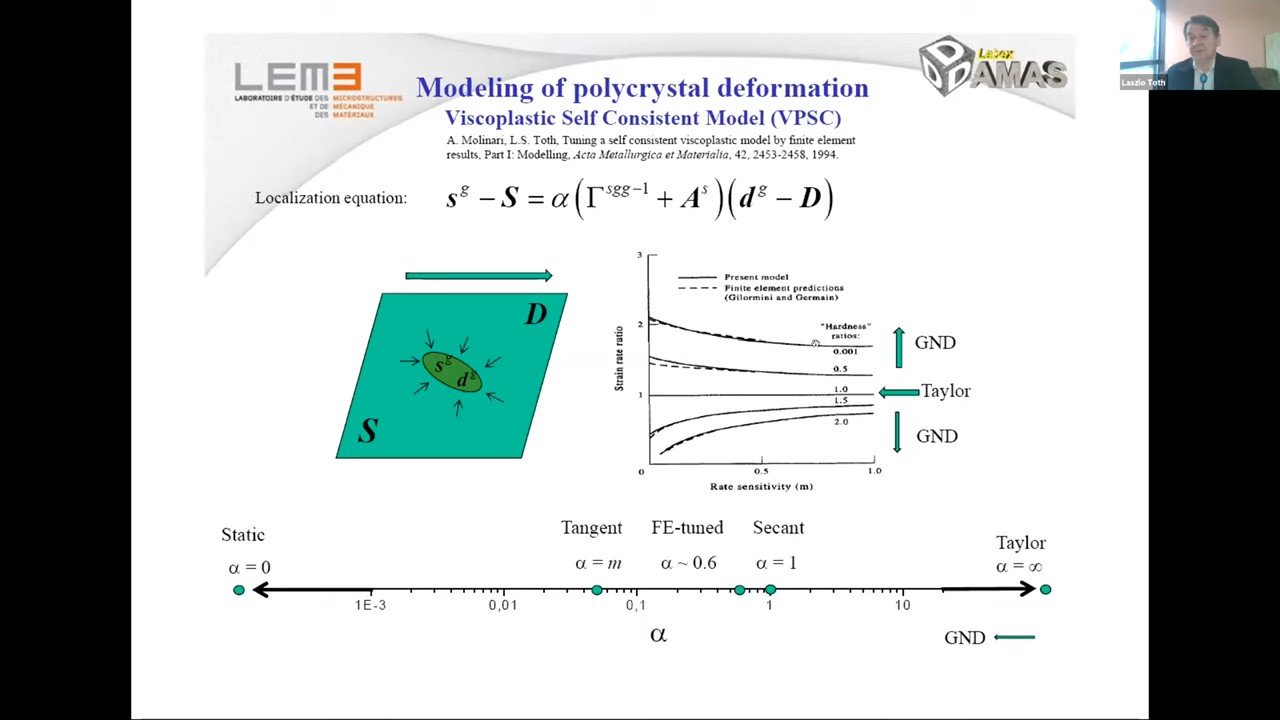 Laszlo Toth
LEM3
LABORATOIRE D'ÉTUDE DES MICROSTRUCTURES
ET DE MÉCANIQUE
DES MATÉRIAUX
Labex
DAMAS
Modeling of polycrystal deformation
Viscoplastic Self Consistent Model (VPSC)
A. Molinari, L.S. Toth, Tuning a self consistent viscoplastic model by finite element
results, Part I: Modelling, Acta Metallurgica et Materialia, 42, 2453-2458, 1994.
Localization equation: s^g − S = α(Γ^{sgg−1} + A^s)(d^g − D)
D
s^g
d^g
S
3
2
1
0
Strain rate ratio
Present model
Finite element predictions
(Gilormini and Germain)
"Hardness"
ratios:
0.001
0.5
1.0
1.5
2.0
0.5
1.0
Rate sensitivity (m)
GND
Taylor
GND
Static
α = 0
Tangent
α = m
FE-tuned
α ~ 0.6
Secant
α = 1
Taylor
α = ∞
1E-3 0,01 0,1 1 10
α
GND